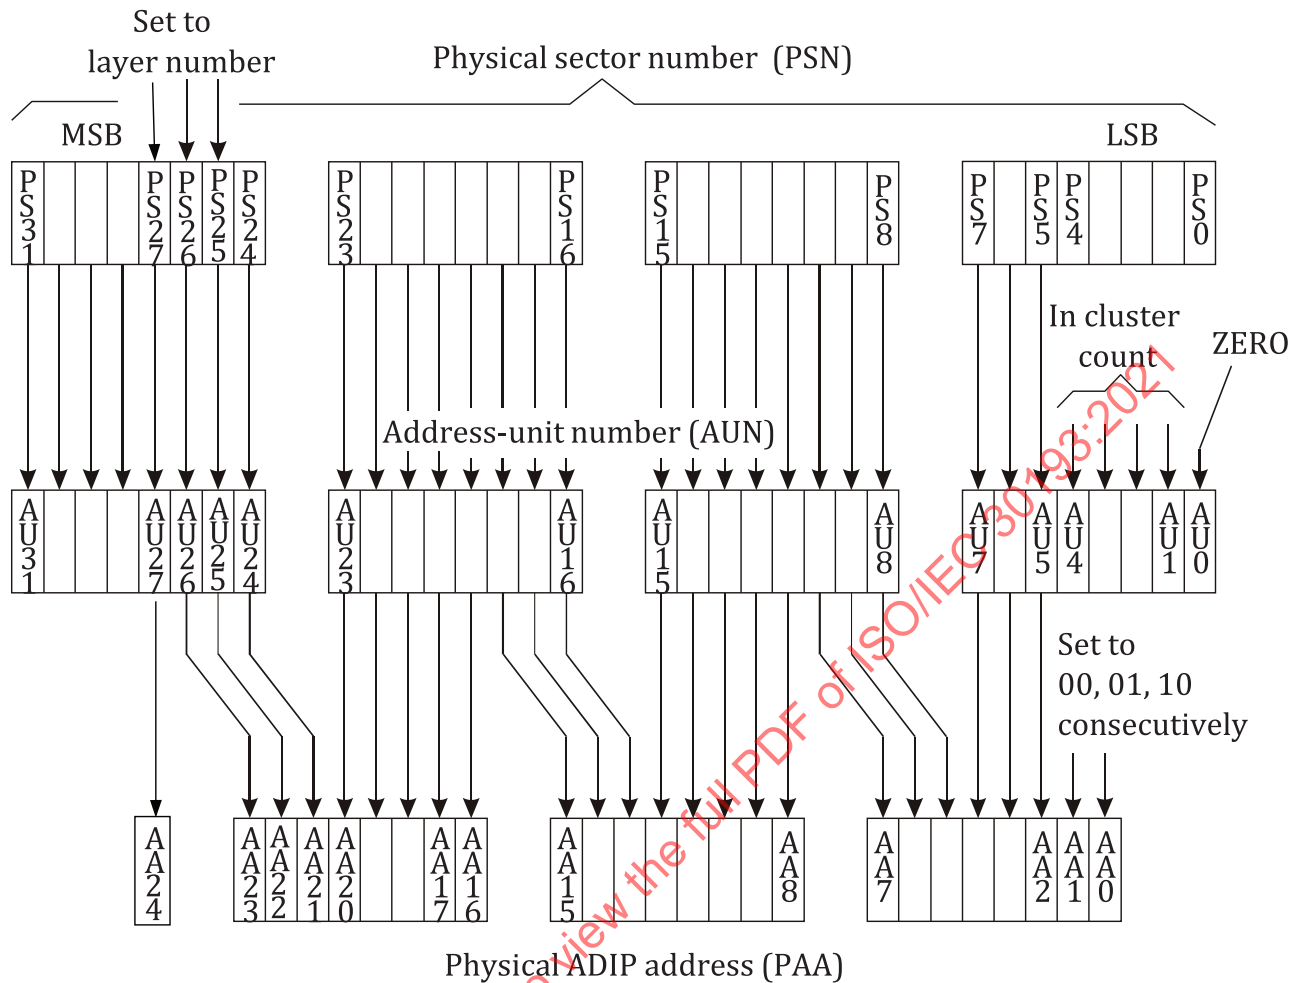 Set to
layer number
Physical sector number (PSN)
MSB
LSB
PS31 PS27 PS26 PS25 PS24 PS23 PS16 PS15 PS8 PS7 PS5 PS4 PS0
In cluster
count
ZERO
Address-unit number (AUN)
AU31 AU27 AU26 AU25 AU24 AU23 AU16 AU15 AU8 AU7 AU5 AU4 AU1 AU0
Set to
00, 01, 10
consecutively
AA24 AA23 AA22 AA21 AA20 AA17 AA16 AA15 AA8 AA7 AA2 AA1 AA0
Physical ADIP address (PAA)
view the full PDF of ISO/IEC 30193:2021